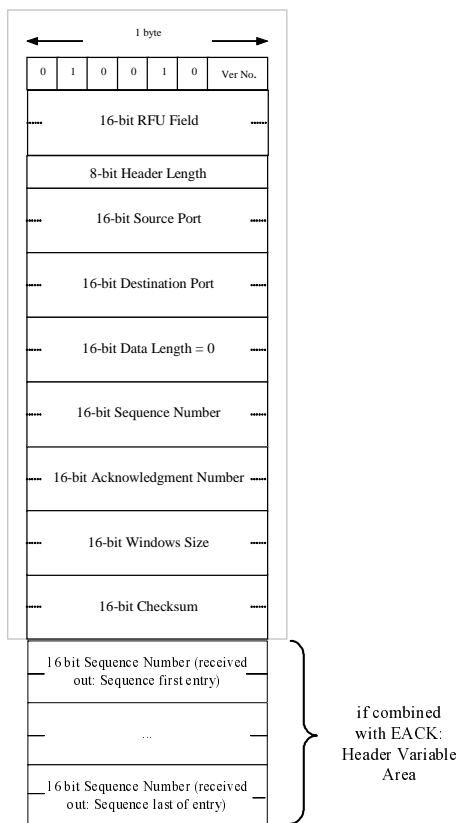 1 byte
0 1 0 0 1 0 Ver No.
16-bit RFU Field
8-bit Header Length
16-bit Source Port
16-bit Destination Port
16-bit Data Length = 0
16-bit Sequence Number
16-bit Acknowledgment Number
16-bit Windows Size
16-bit Checksum
16 bit Sequence Number (received
out: Sequence first entry)
...
16 bit Sequence Number (received
out: Sequence last of entry)
if combined
with EACK:
Header Variable
Area